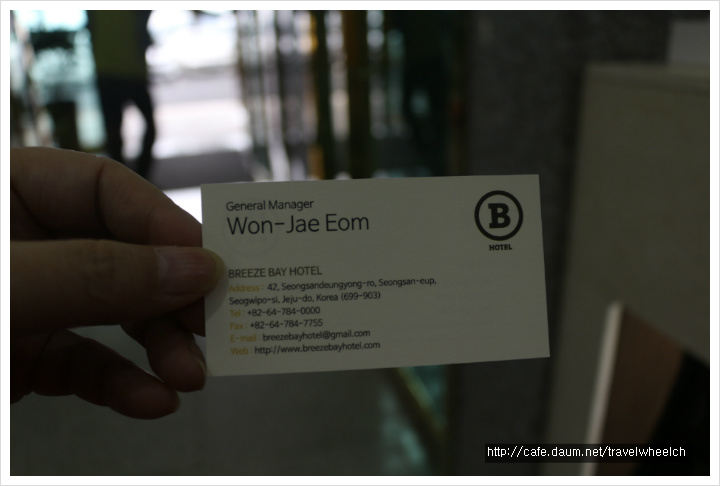 General Manager
Won-Jae Eom
B
HOTEL
BREEZE BAY HOTEL
Address : 42, Seongsandeungyong-ro, Seongsan-eup,
Seogwipo-si, Jeju-do, Korea (699-903)
Tel : +82-64-784-0000
Fax : +82-64-784-7755
E-mail : breezebayhotel@gmail.com
Web : http://www.breezebayhotel.com
http://cafe.daum.net/travelwheelch